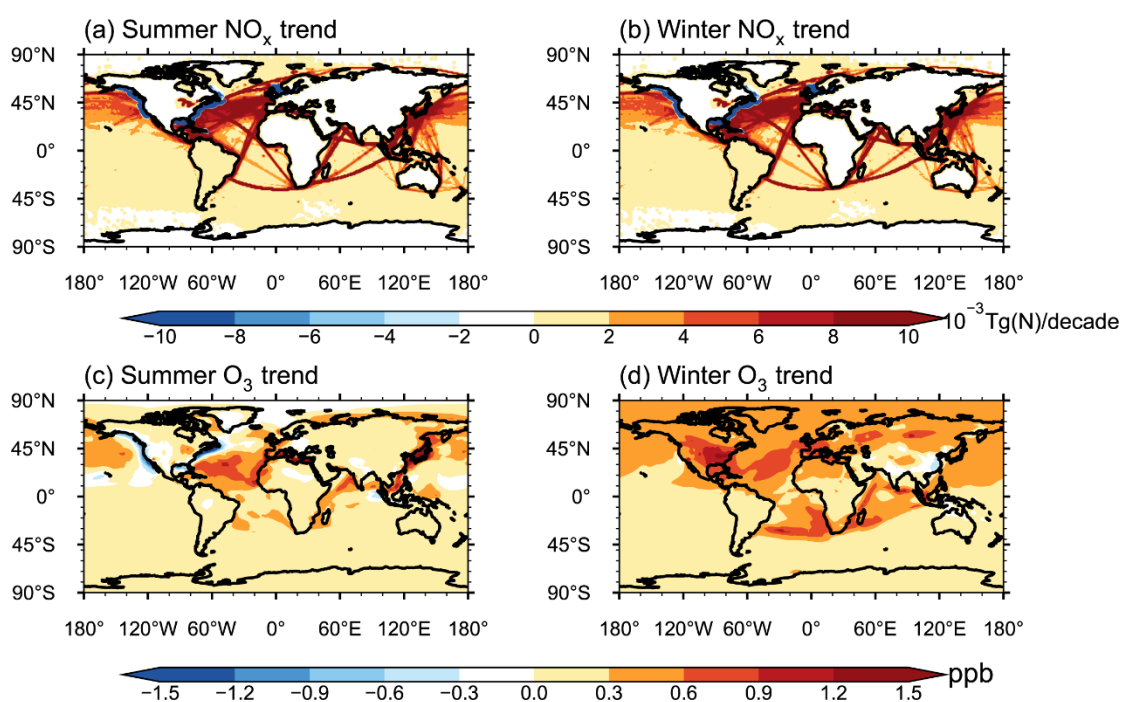 (a) Summer NOx trend
(b) Winter NOx trend
90°N 90°N
45°N 45°N
0° 0°
45°S 45°S
90°S 90°S
180° 120°W 60°W 0° 60°E 120°E 180° 180° 120°W 60°W 0° 60°E 120°E 180°
−10 −8 −6 −4 −2 0 2 4 6 8 10 10⁻³Tg(N)/decade
(c) Summer O3 trend
(d) Winter O3 trend
90°N 90°N
45°N 45°N
0° 0°
45°S 45°S
90°S 90°S
180° 120°W 60°W 0° 60°E 120°E 180° 180° 120°W 60°W 0° 60°E 120°E 180°
−1.5 −1.2 −0.9 −0.6 −0.3 0.0 0.3 0.6 0.9 1.2 1.5 ppb